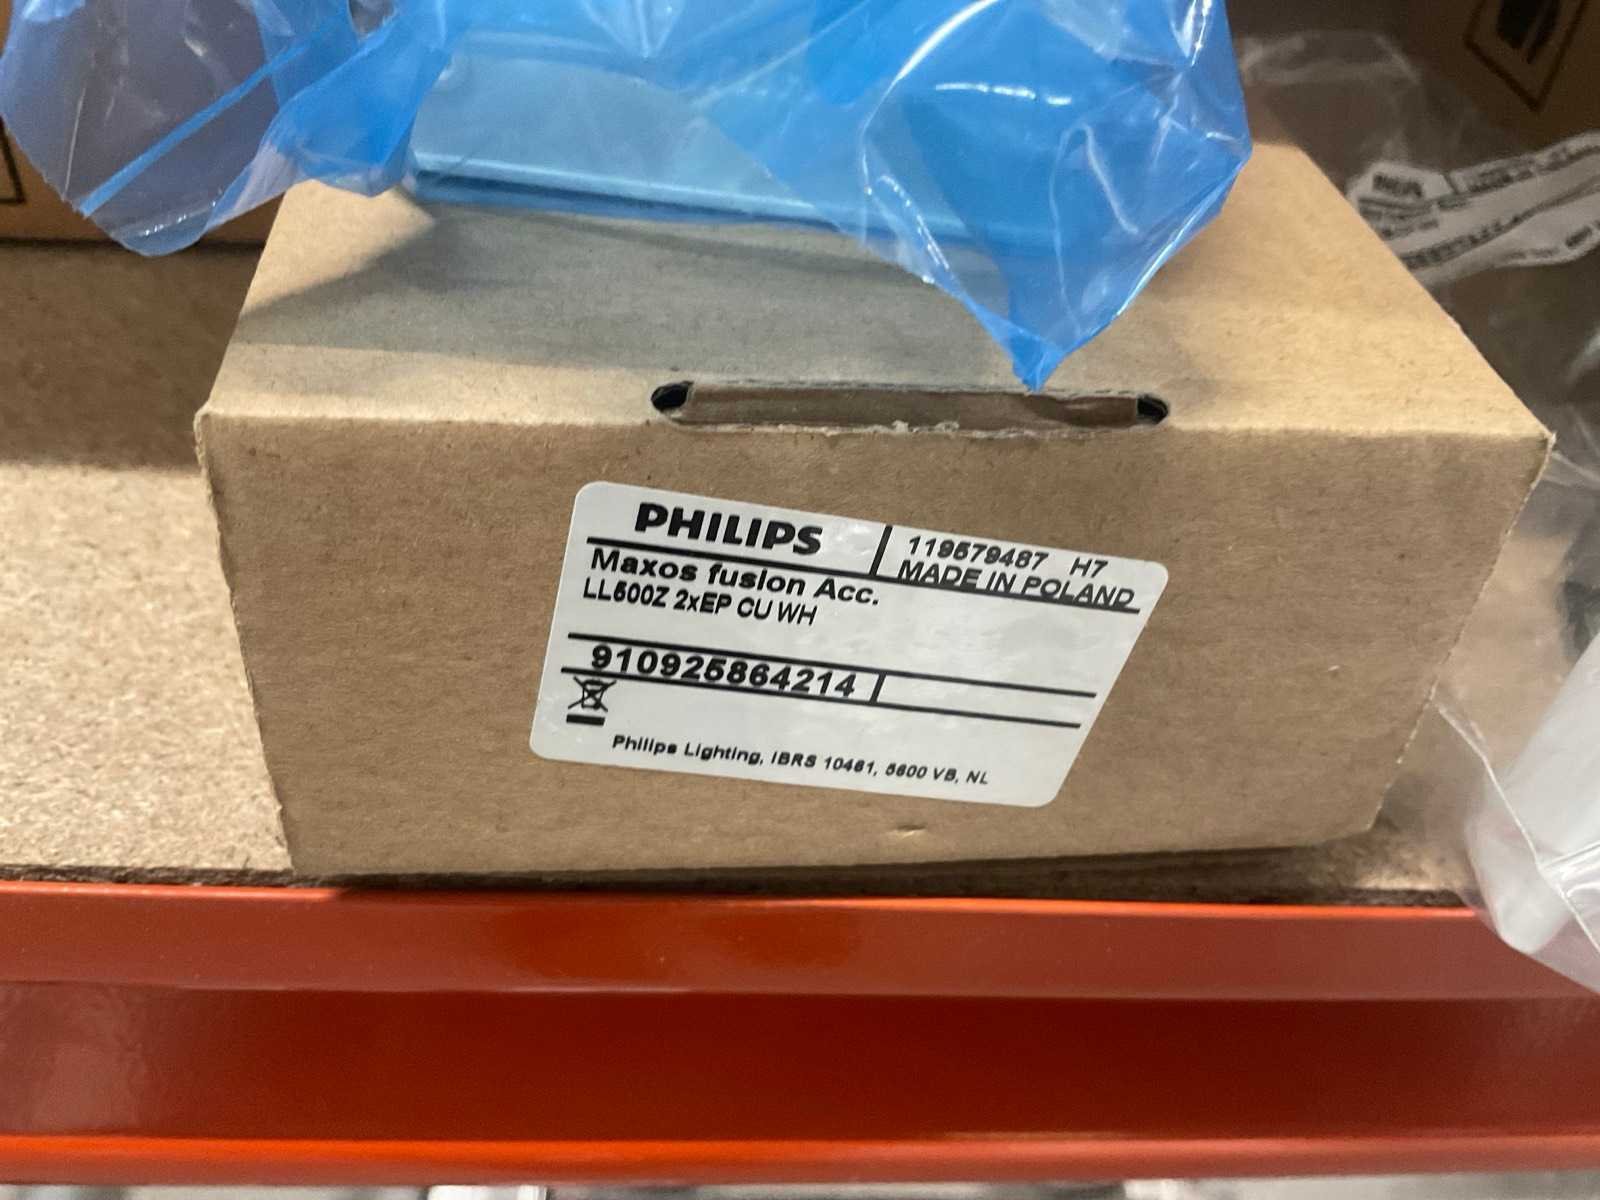 PHILIPS
119579487 H7
MADE IN POLAND
Maxos fusion Acc.
LL500Z 2xEP CU WH
910925864214
Philips Lighting, IBRS 10461, 5600 VB, NL